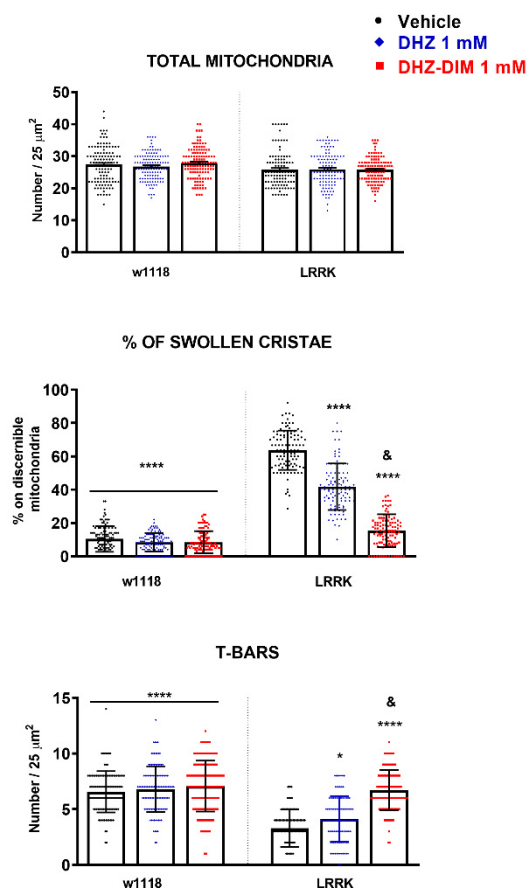 Vehicle
DHZ 1 mM
DHZ-DIM 1 mM
TOTAL MITOCHONDRIA
Number / 25 µm²
50
40
30
20
10
0
w1118 LRRK
% OF SWOLLEN CRISTAE
% on discernible
mitochondria
100
80
60
40
20
0
****
****
&
****
w1118 LRRK
T-BARS
Number / 25 µm²
15
10
5
0
****
*
&
****
w1118 LRRK